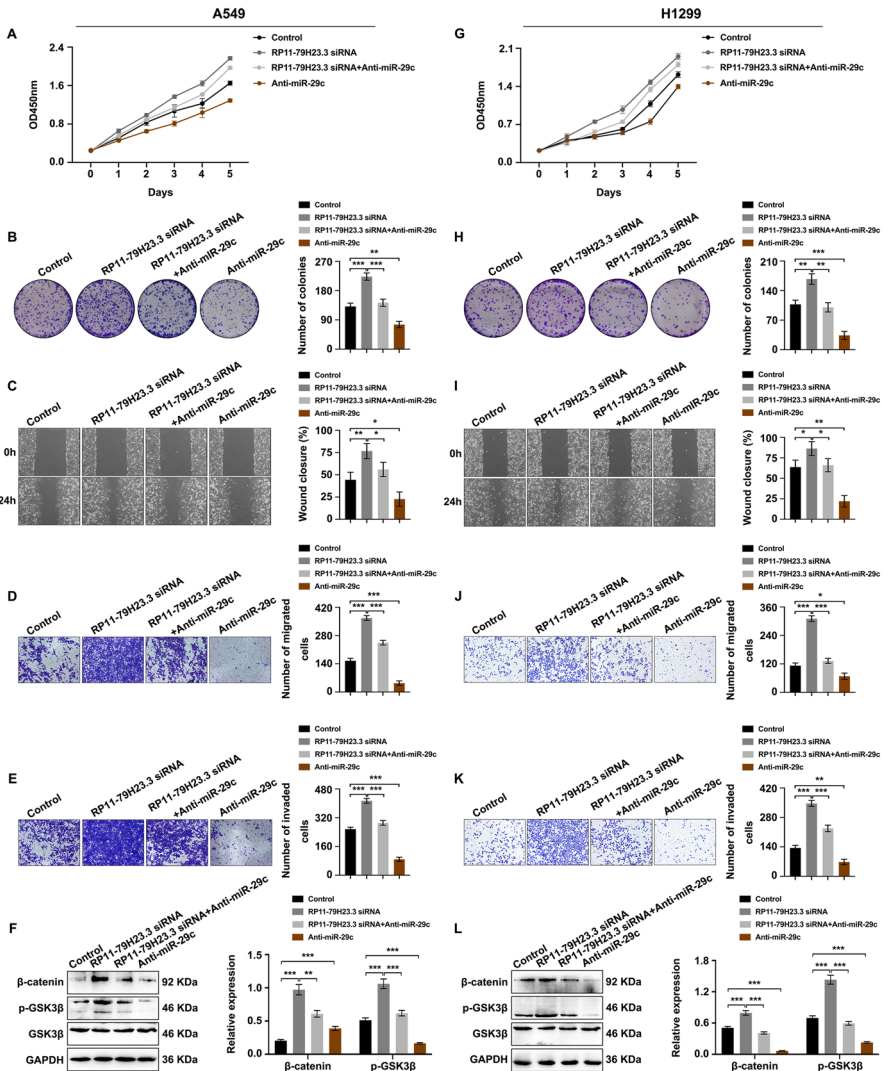 A549
A
OD450nm
2.4
1.8
1.2
0.6
0.0
0 1 2 3 4 5
Days
Control
RP11-79H23.3 siRNA
RP11-79H23.3 siRNA+Anti-miR-29c
Anti-miR-29c
B
Control
RP11-79H23.3 siRNA
RP11-79H23.3 siRNA
+Anti-miR-29c
Anti-miR-29c
Control
RP11-79H23.3 siRNA
RP11-79H23.3 siRNA+Anti-miR-29c
Anti-miR-29c
Number of colonies
270
180
90
0
**
*** ***
C
Control
RP11-79H23.3 siRNA
RP11-79H23.3 siRNA
+Anti-miR-29c
Anti-miR-29c
0h
24h
Control
RP11-79H23.3 siRNA
RP11-79H23.3 siRNA+Anti-miR-29c
Anti-miR-29c
Wound closure (%)
100
75
50
25
0
*
** *
D
Control
RP11-79H23.3 siRNA
RP11-79H23.3 siRNA
+Anti-miR-29c
Anti-miR-29c
Control
RP11-79H23.3 siRNA
RP11-79H23.3 siRNA+Anti-miR-29c
Anti-miR-29c
Number of migrated
cells
420
280
140
0
***
*** ***
E
Control
RP11-79H23.3 siRNA
RP11-79H23.3 siRNA
+Anti-miR-29c
Anti-miR-29c
Control
RP11-79H23.3 siRNA
RP11-79H23.3 siRNA+Anti-miR-29c
Anti-miR-29c
Number of invaded
cells
480
320
160
0
***
*** ***
F
Control
RP11-79H23.3 siRNA
RP11-79H23.3 siRNA+Anti-miR-29c
Anti-miR-29c
β-catenin 92 KDa
p-GSK3β 46 KDa
GSK3β 46 KDa
GAPDH 36 KDa
Control
RP11-79H23.3 siRNA
RP11-79H23.3 siRNA+Anti-miR-29c
Anti-miR-29c
Relative expression
1.5
1.0
0.5
0.0
*** ***
*** ** *** ***
β-catenin p-GSK3β
H1299
G
OD450nm
2.1
1.4
0.7
0.0
0 1 2 3 4 5
Days
Control
RP11-79H23.3 siRNA
RP11-79H23.3 siRNA+Anti-miR-29c
Anti-miR-29c
H
Control
RP11-79H23.3 siRNA
RP11-79H23.3 siRNA
+Anti-miR-29c
Anti-miR-29c
Control
RP11-79H23.3 siRNA
RP11-79H23.3 siRNA+Anti-miR-29c
Anti-miR-29c
Number of colonies
210
140
70
0
***
** **
I
Control
RP11-79H23.3 siRNA
RP11-79H23.3 siRNA
+Anti-miR-29c
Anti-miR-29c
0h
24h
Control
RP11-79H23.3 siRNA
RP11-79H23.3 siRNA+Anti-miR-29c
Anti-miR-29c
Wound closure (%)
100
75
50
25
0
**
* *
J
Control
RP11-79H23.3 siRNA
RP11-79H23.3 siRNA
+Anti-miR-29c
Anti-miR-29c
Control
RP11-79H23.3 siRNA
RP11-79H23.3 siRNA+Anti-miR-29c
Anti-miR-29c
Number of migrated
cells
360
240
120
0
*
*** ***
K
Control
RP11-79H23.3 siRNA
RP11-79H23.3 siRNA
+Anti-miR-29c
Anti-miR-29c
Control
RP11-79H23.3 siRNA
RP11-79H23.3 siRNA+Anti-miR-29c
Anti-miR-29c
Number of invaded
cells
420
280
140
0
**
*** ***
L
Control
RP11-79H23.3 siRNA
RP11-79H23.3 siRNA+Anti-miR-29c
Anti-miR-29c
β-catenin 92 KDa
p-GSK3β 46 KDa
GSK3β 46 KDa
GAPDH 36 KDa
Control
RP11-79H23.3 siRNA
RP11-79H23.3 siRNA+Anti-miR-29c
Anti-miR-29c
Relative expression
2.0
1.5
1.0
0.5
0.0
*** ***
*** *** *** ***
β-catenin p-GSK3β